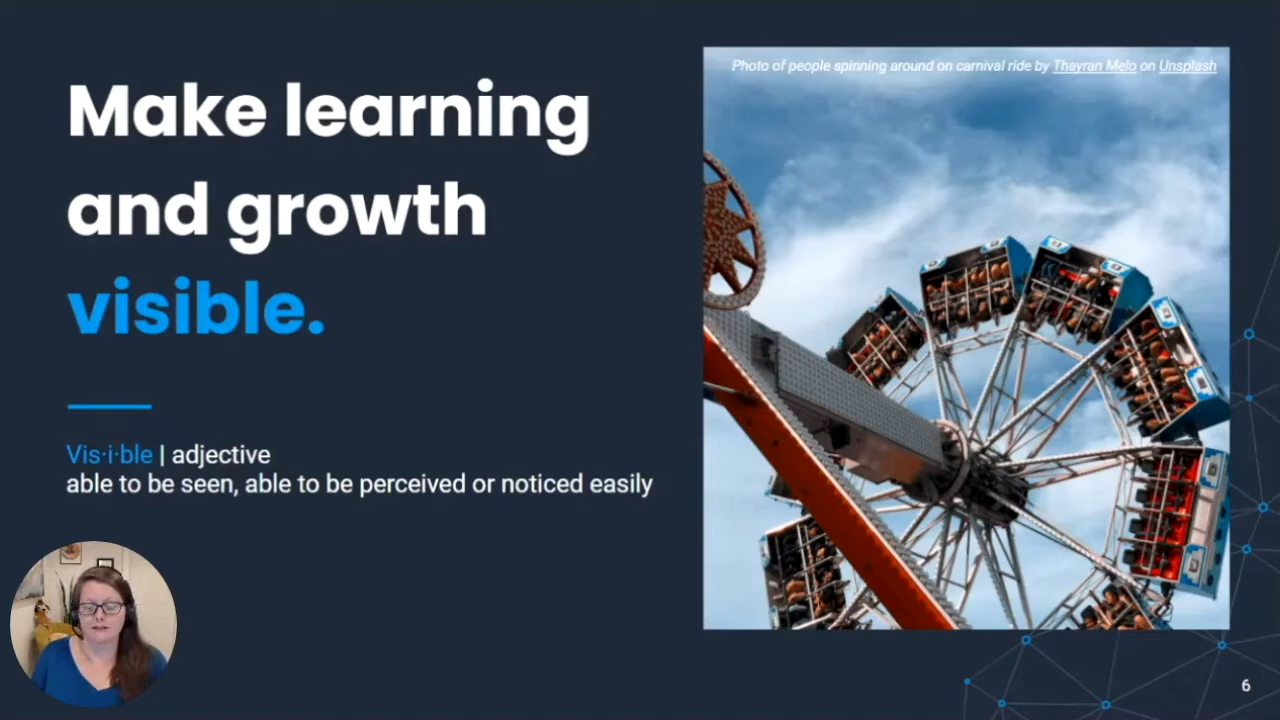 Make learning
and growth
visible.
Vis·i·ble | adjective
able to be seen, able to be perceived or noticed easily
Photo of people spinning around on carnival ride by Thayran Melo on Unsplash
6